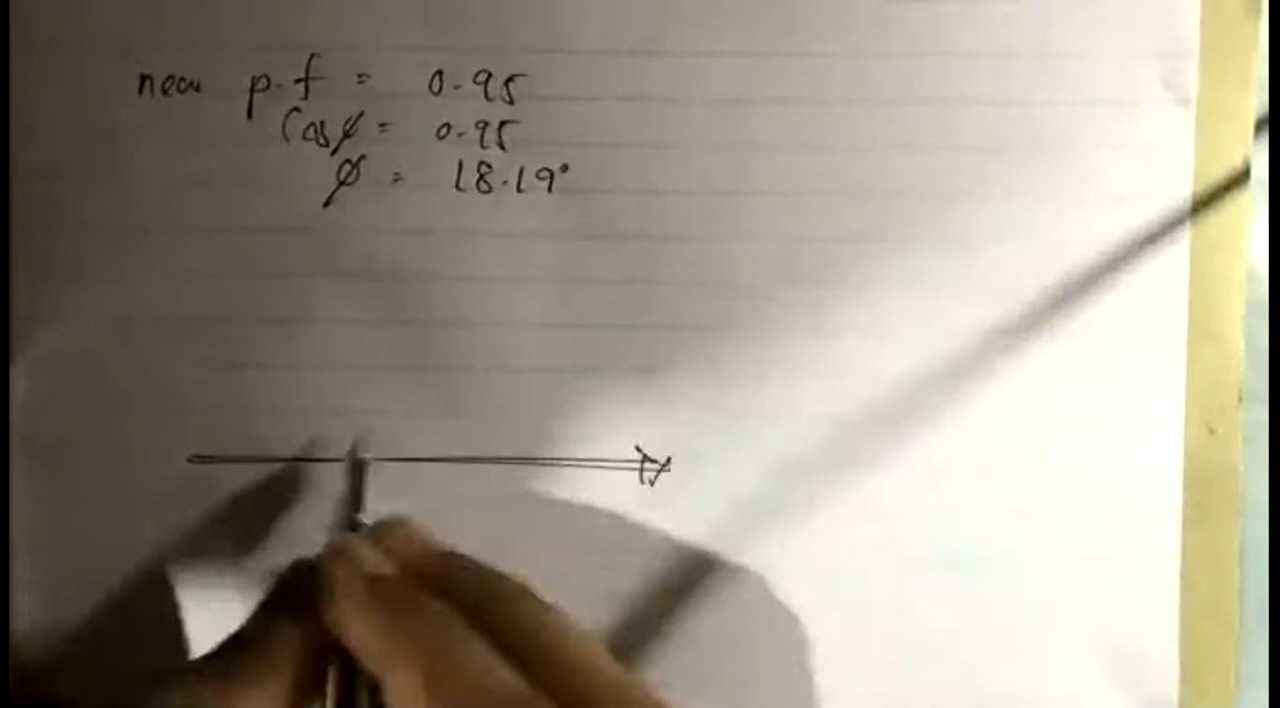 new p.f = 0.95
Cos φ = 0.95
φ = 18.19°